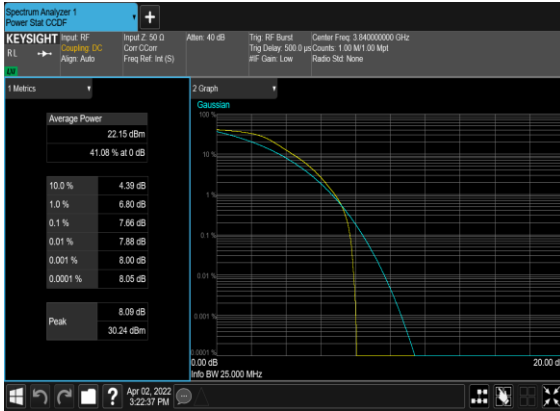 Spectrum Analyzer 1
Power Stat CCDF
KEYSIGHT
RL
Input: RF
Coupling: DC
Align: Auto
Input Z: 50 Ω
Corr CCorr
Freq Ref: Int (S)
Atten: 40 dB
Trig: RF Burst
Trig Delay: 500.0 µs
#IF Gain: Low
Center Freq: 3.840000000 GHz
Counts: 1.00 M/1.00 Mpt
Radio Std: None
1 Metrics
Average Power
22.15 dBm
41.08 % at 0 dB
10.0 % 4.39 dB
1.0 % 6.80 dB
0.1 % 7.66 dB
0.01 % 7.88 dB
0.001 % 8.00 dB
0.0001 % 8.05 dB
Peak
8.09 dB
30.24 dBm
2 Graph
Gaussian
100 %
10 %
1 %
0.1 %
0.01 %
0.001 %
0.0001 %
0.00 dB
20.00 d
Info BW 25.000 MHz
?
Apr 02, 2022
3:22:37 PM